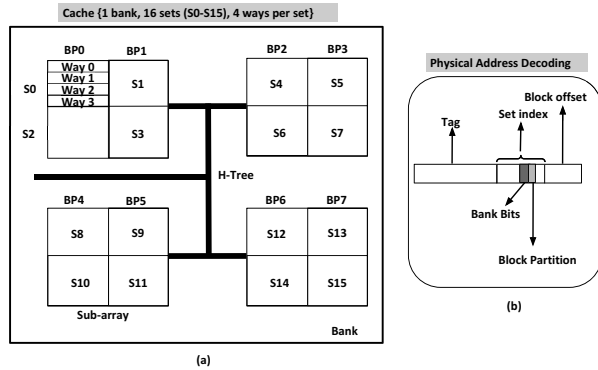 Cache {1 bank, 16 sets (S0-S15), 4 ways per set}
BP0 BP1 BP2 BP3
Way 0
Way 1
Way 2
Way 3
S0 S1 S4 S5
S2 S3 S6 S7
H-Tree
BP4 BP5 BP6 BP7
S8 S9 S12 S13
S10 S11 S14 S15
Sub-array
Bank
(a)
Physical Address Decoding
Block offset
Set index
Tag
Bank Bits
Block Partition
(b)